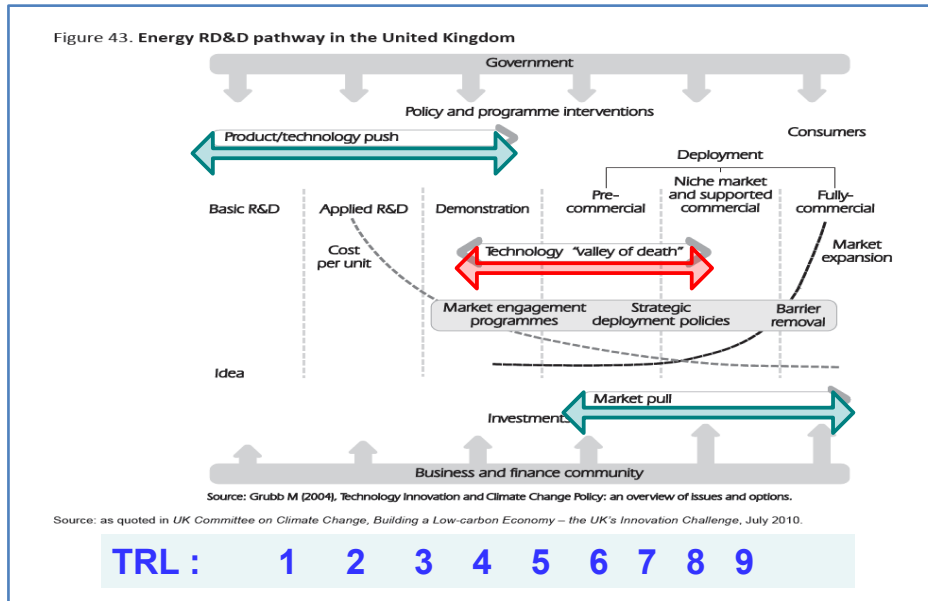 Figure 43. Energy RD&D pathway in the United Kingdom
Government
Policy and programme interventions
Consumers
Product/technology push
Deployment
Basic R&D
Applied R&D
Demonstration
Pre-
commercial
Niche market
and supported
commercial
Fully-
commercial
Cost
per unit
Technology "valley of death"
Market
expansion
Market engagement
programmes
Strategic
deployment policies
Barrier
removal
Idea
Market pull
Investments
Business and finance community
Source: Grubb M (2004), Technology Innovation and Climate Change Policy: an overview of issues and options.
Source: as quoted in UK Committee on Climate Change, Building a Low-carbon Economy – the UK's Innovation Challenge, July 2010.
TRL : 1 2 3 4 5 6 7 8 9